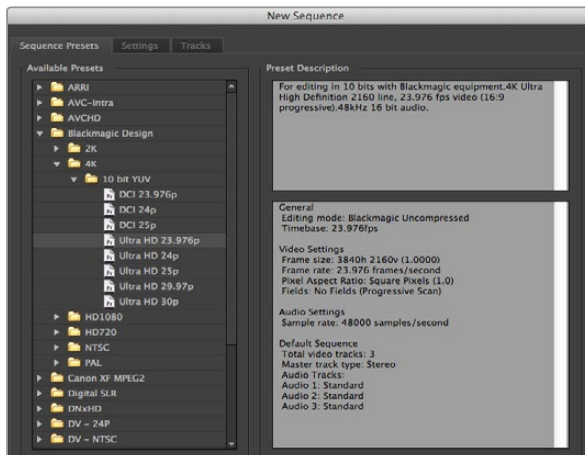 New Sequence
Sequence Presets
Settings
Tracks
Available Presets
ARRI
AVC-Intra
AVCHD
Blackmagic Design
2K
4K
10 bit YUV
DCI 23.976p
DCI 24p
DCI 25p
Ultra HD 23.976p
Ultra HD 24p
Ultra HD 25p
Ultra HD 29.97p
Ultra HD 30p
HD1080
HD720
NTSC
PAL
Canon XF MPEG2
Digital SLR
DNxHD
DV - 24P
DV - NTSC
Preset Description
For editing in 10 bits with Blackmagic equipment.4K Ultra
High Definition 2160 line, 23.976 fps video (16:9
progressive).48kHz 16 bit audio.
General
Editing mode: Blackmagic Uncompressed
Timebase: 23.976fps
Video Settings
Frame size: 3840h 2160v (1.0000)
Frame rate: 23.976 frames/second
Pixel Aspect Ratio: Square Pixels (1.0)
Fields: No Fields (Progressive Scan)
Audio Settings
Sample rate: 48000 samples/second
Default Sequence
Total video tracks: 3
Master track type: Stereo
Audio Tracks:
Audio 1: Standard
Audio 2: Standard
Audio 3: Standard